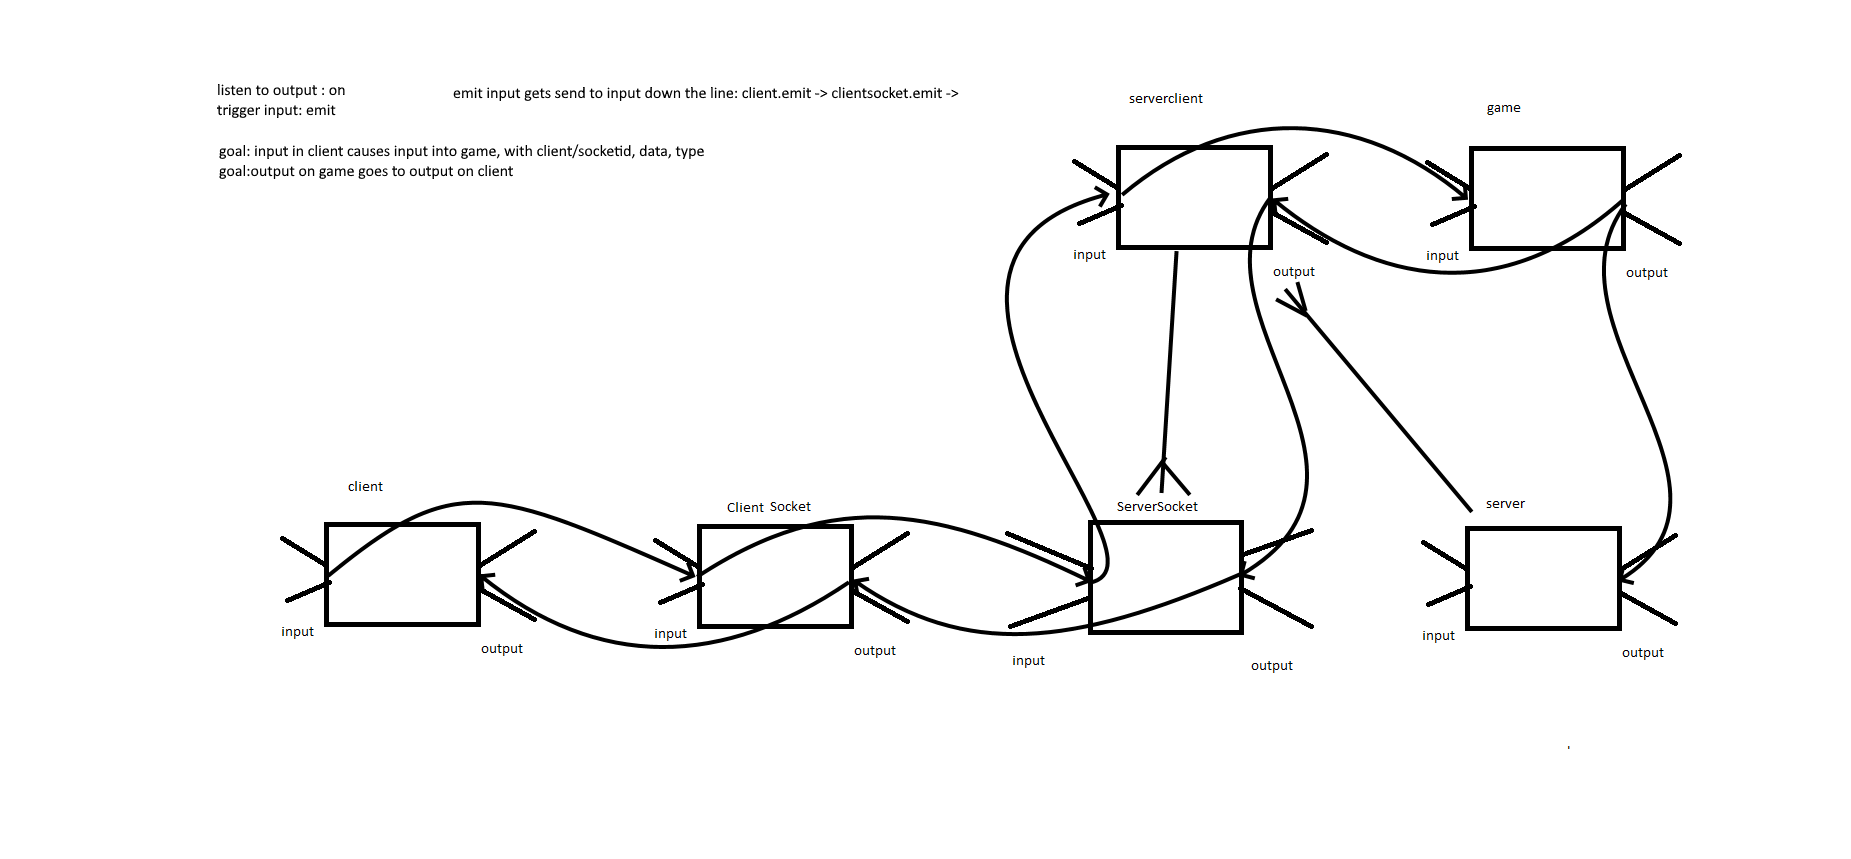 listen to output : on
trigger input: emit
emit input gets send to input down the line: client.emit -> clientsocket.emit ->
goal: input in client causes input into game, with client/socketid, data, type
goal:output on game goes to output on client
serverclient
game
input
output
input
output
client
Client Socket
ServerSocket
server
input
output
input
output
input
output
input
output